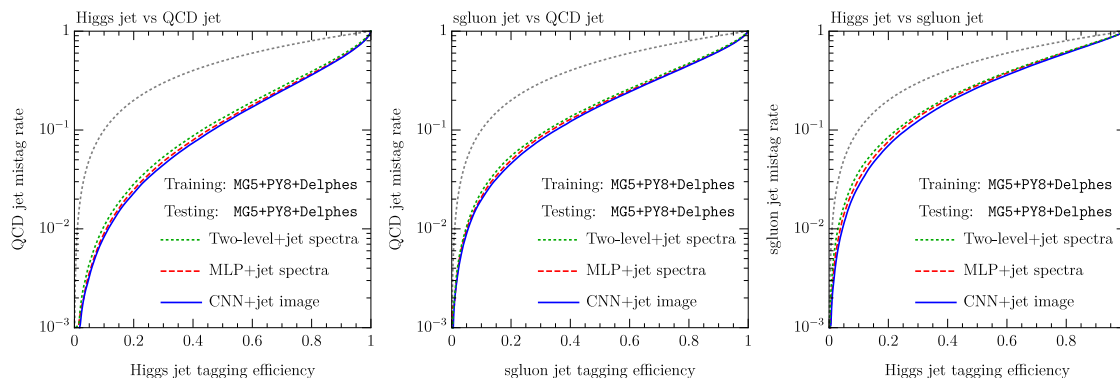 Higgs jet vs QCD jet
QCD jet mistag rate
1
10−1
10−2
10−3
Training: MG5+PY8+Delphes
Testing: MG5+PY8+Delphes
Two-level+jet spectra
MLP+jet spectra
CNN+jet image
0 0.2 0.4 0.6 0.8 1
Higgs jet tagging efficiency
sgluon jet vs QCD jet
QCD jet mistag rate
1
10−1
10−2
10−3
Training: MG5+PY8+Delphes
Testing: MG5+PY8+Delphes
Two-level+jet spectra
MLP+jet spectra
CNN+jet image
0 0.2 0.4 0.6 0.8 1
sgluon jet tagging efficiency
Higgs jet vs sgluon jet
sgluon jet mistag rate
1
10−1
10−2
10−3
Training: MG5+PY8+Delphes
Testing: MG5+PY8+Delphes
Two-level+jet spectra
MLP+jet spectra
CNN+jet image
0 0.2 0.4 0.6 0.8
Higgs jet tagging efficiency